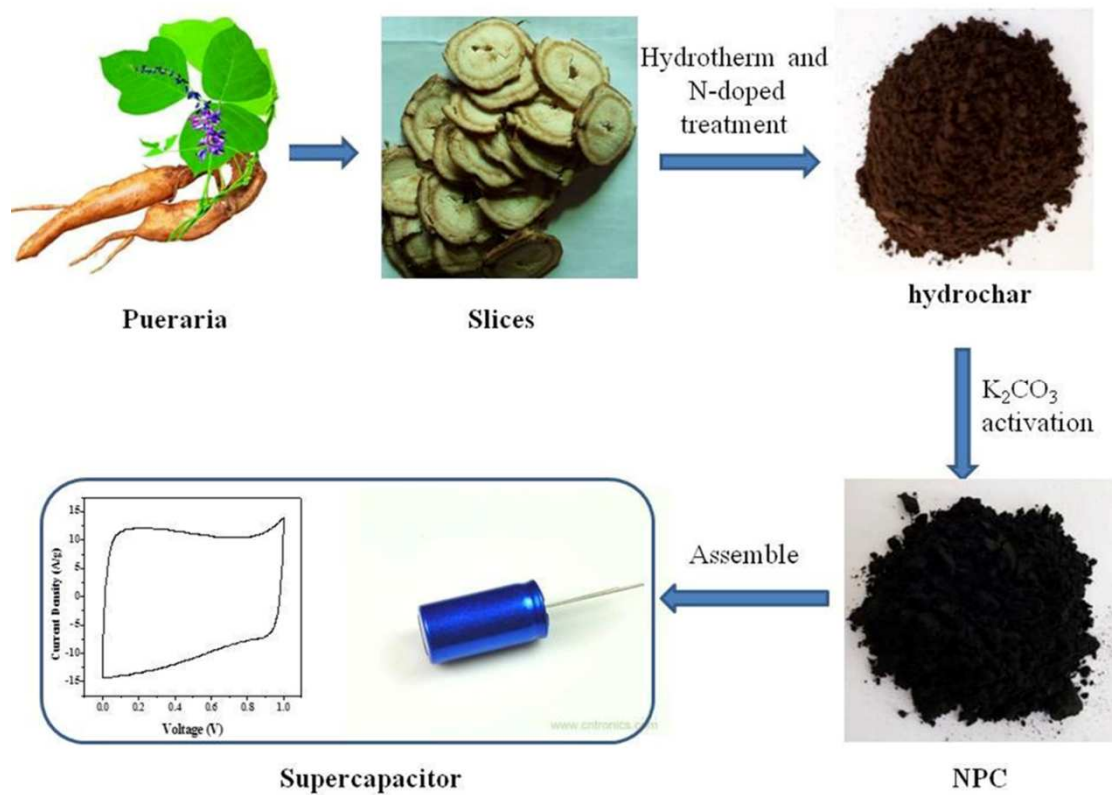 Hydrotherm and
N-doped
treatment
Pueraria
Slices
hydrochar
K₂CO₃
activation
15
10
5
0
-5
-10
-15
Current Density (A/g)
0.0 0.2 0.4 0.6 0.8 1.0
Voltage (V)
www.cntronics.com
Assemble
Supercapacitor
NPC